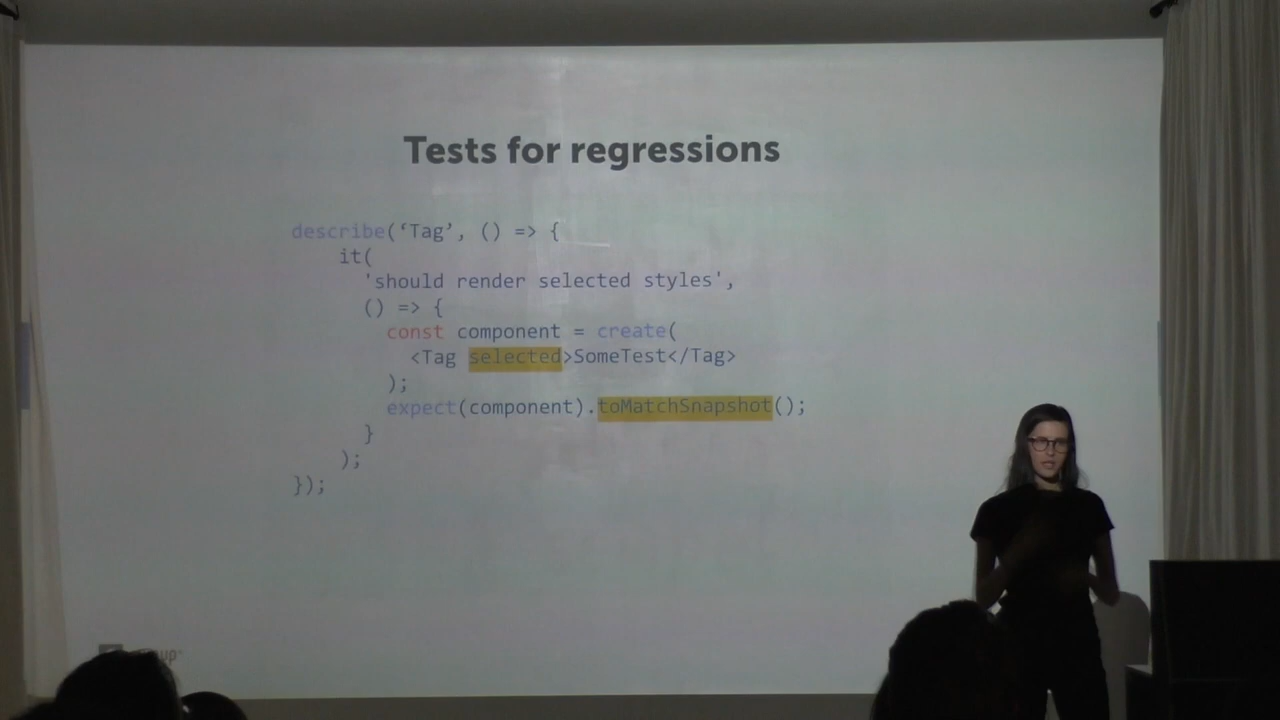 Tests for regressions
describe(‘Tag’, () => {
it(
'should render selected styles',
() => {
const component = create(
<Tag selected>SomeTest</Tag>
);
expect(component).toMatchSnapshot();
}
);
});